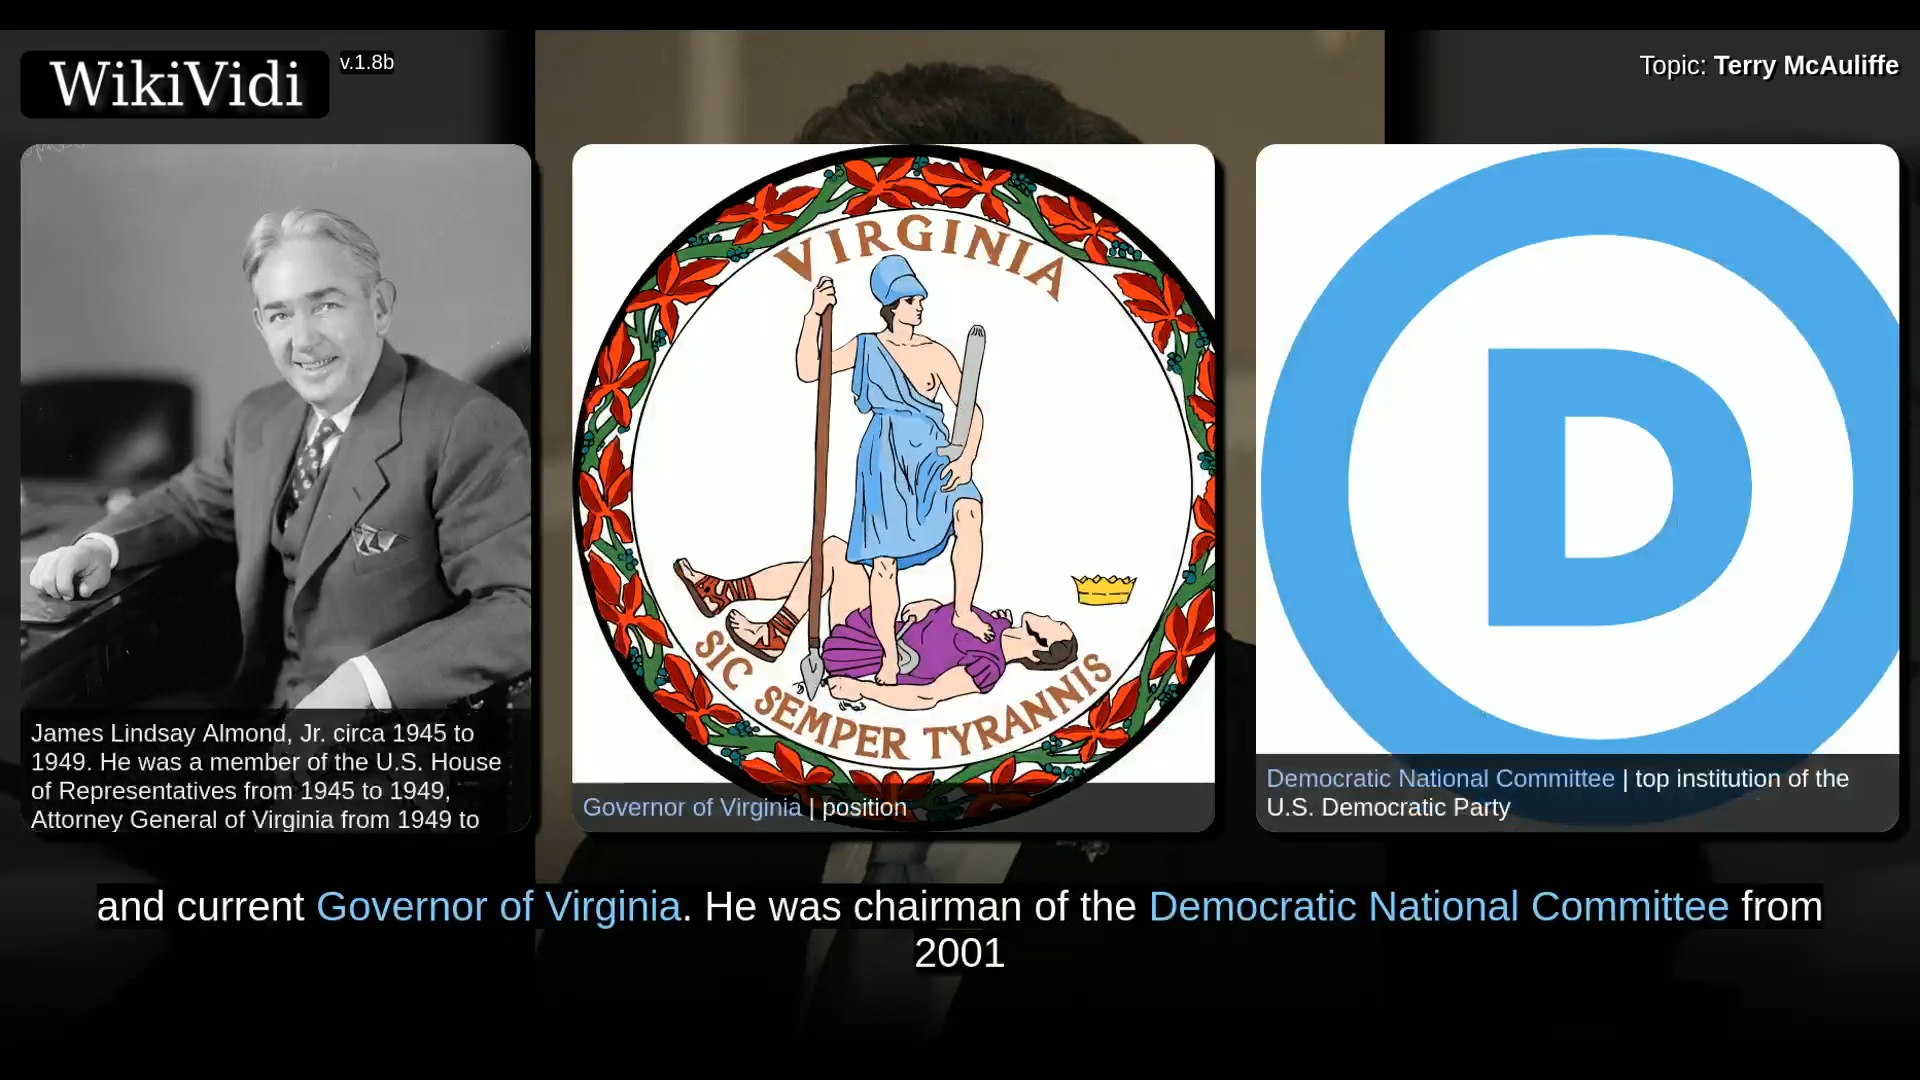 WikiVidi
v.1.8b
Topic: Terry McAuliffe
James Lindsay Almond, Jr. circa 1945 to
1949. He was a member of the U.S. House
of Representatives from 1945 to 1949,
Attorney General of Virginia from 1949 to
VIRGINIA
SIC SEMPER TYRANNIS
Governor of Virginia | position
D
Democratic National Committee | top institution of the
U.S. Democratic Party
and current Governor of Virginia. He was chairman of the Democratic National Committee from
2001